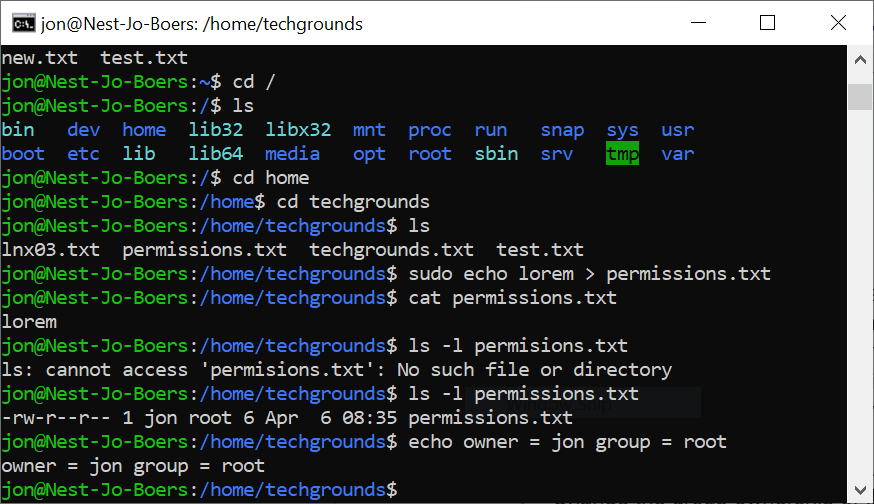 jon@Nest-Jo-Boers: /home/techgrounds
new.txt  test.txt
jon@Nest-Jo-Boers:~$ cd /
jon@Nest-Jo-Boers:/$ ls
bin   dev  home  lib32  libx32  mnt  proc  run   snap  sys  usr
boot  etc  lib   lib64  media   opt  root  sbin  srv   tmp  var
jon@Nest-Jo-Boers:/$ cd home
jon@Nest-Jo-Boers:/home$ cd techgrounds
jon@Nest-Jo-Boers:/home/techgrounds$ ls
lnx03.txt  permissions.txt  techgrounds.txt  test.txt
jon@Nest-Jo-Boers:/home/techgrounds$ sudo echo lorem > permissions.txt
jon@Nest-Jo-Boers:/home/techgrounds$ cat permissions.txt
lorem
jon@Nest-Jo-Boers:/home/techgrounds$ ls -l permisions.txt
ls: cannot access 'permisions.txt': No such file or directory
jon@Nest-Jo-Boers:/home/techgrounds$ ls -l permissions.txt
-rw-r--r-- 1 jon root 6 Apr  6 08:35 permissions.txt
jon@Nest-Jo-Boers:/home/techgrounds$ echo owner = jon group = root
owner = jon group = root
jon@Nest-Jo-Boers:/home/techgrounds$